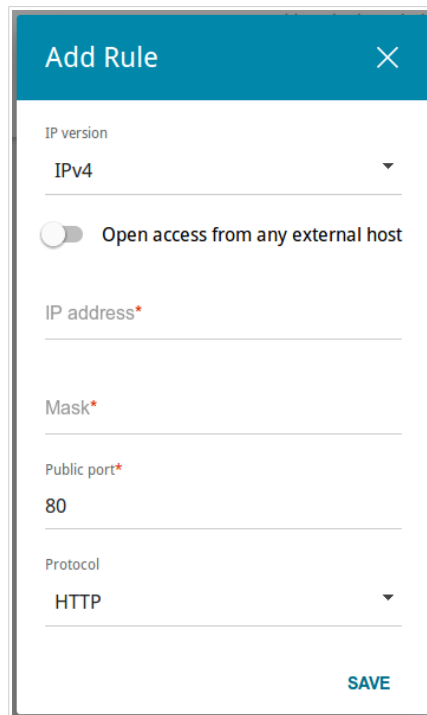 Add Rule
IP version
IPv4
Open access from any external host
IP address*
Mask*
Public port*
80
Protocol
HTTP
SAVE